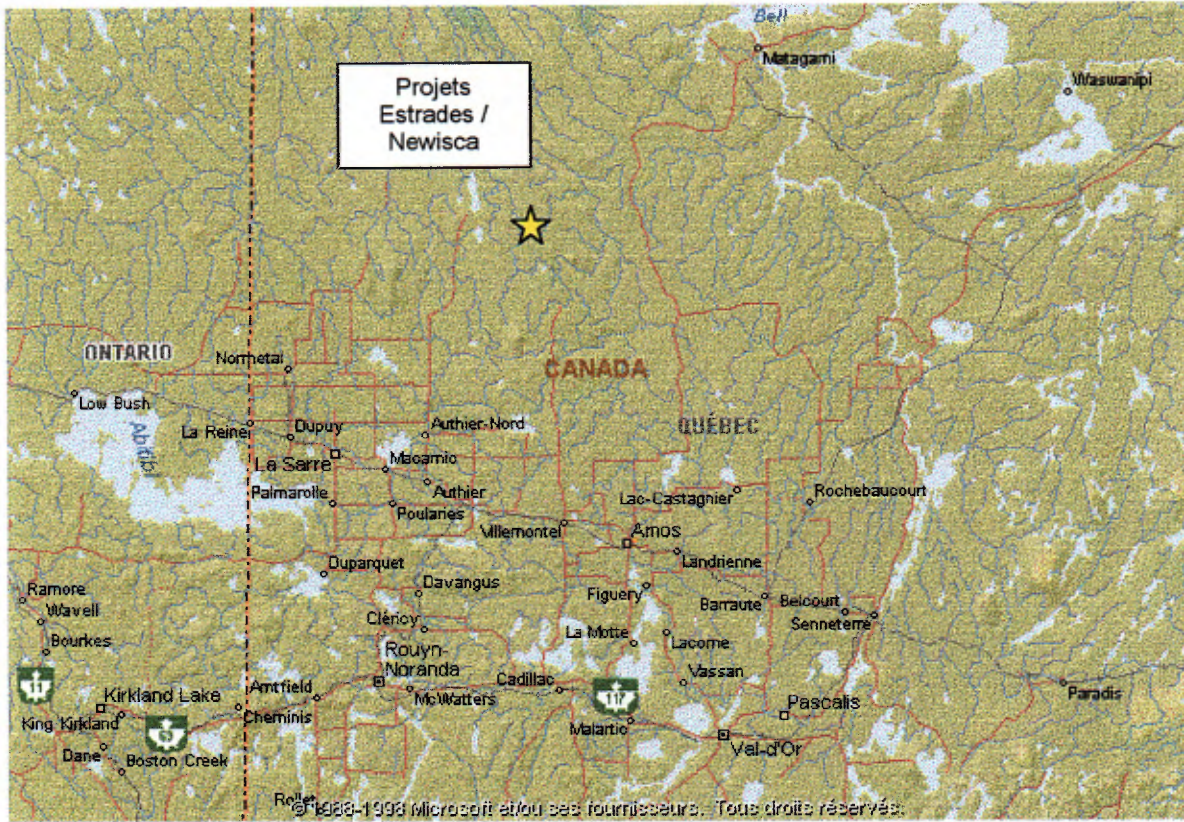 Bell
Matagami
Waswanipi
Projets
Estrades /
Newisca
ONTARIO
Normetal
CANADA
Low Bush
Abitibi
La Reine
Dupuy
Authier-Nord
QUÉBEC
La Sarre
Macamic
Authier
Palmarolle
Poularies
Lac-Castagnier
Rochebaucourt
Villemontel
Amos
Landrienne
Duparquet
Davangus
Figuery
Barraute
Belcourt
Senneterre
Ramore
Wavell
Bourkes
Cléricy
La Motte
Lacorne
Rouyn-
Noranda
Vassan
Cadillac
Paradis
11
Kirkland Lake
Arntfield
McWatters
117
Pascalis
King Kirkland
Cheminis
Malartic
Val-d'Or
Dane
Boston Creek
Rollet
© 1988-1998 Microsoft et/ou ses fournisseurs. Tous droits réservés.